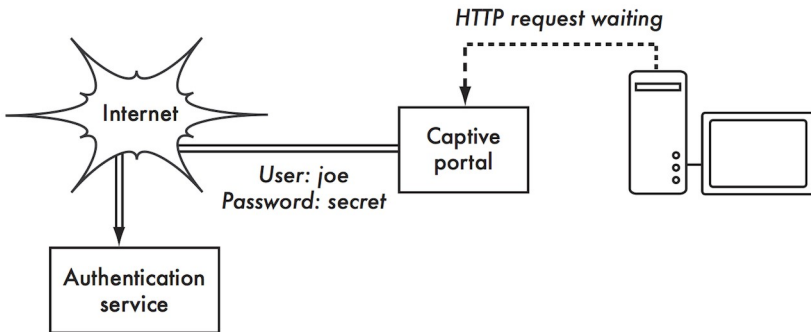 HTTP request waiting
Internet
Captive
portal
User: joe
Password: secret
Authentication
service